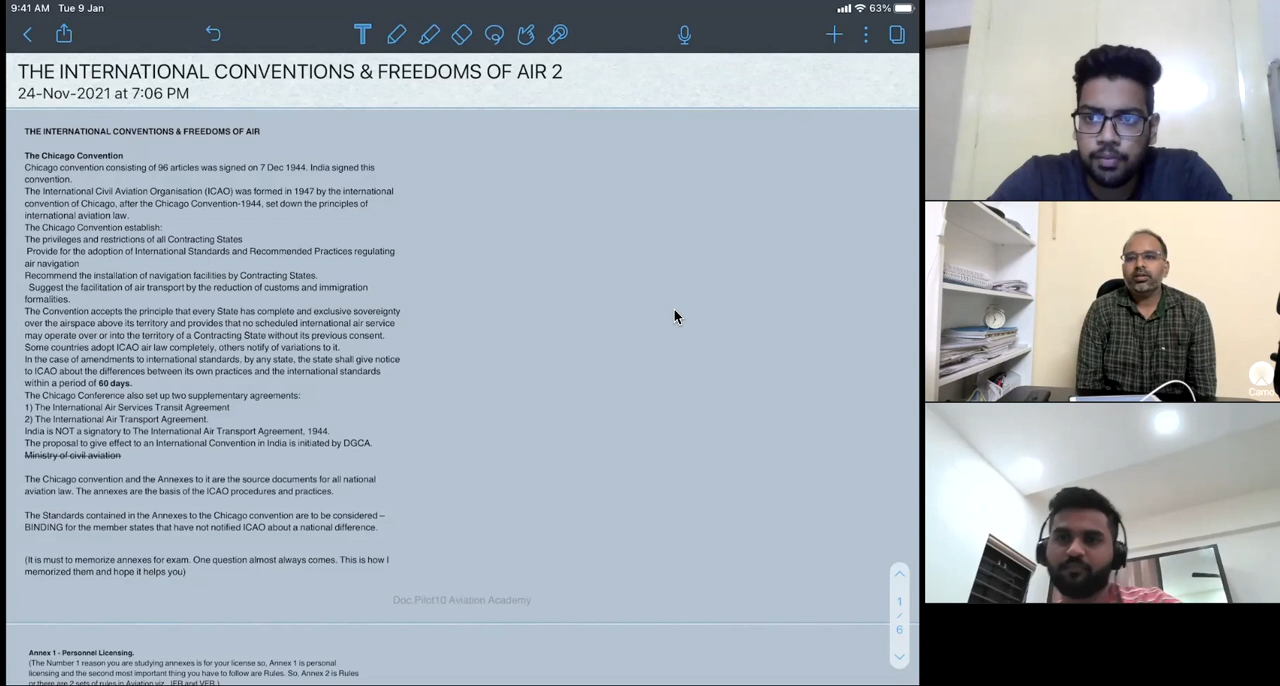 9:41 AM Tue 9 Jan
63%
THE INTERNATIONAL CONVENTIONS & FREEDOMS OF AIR 2
24-Nov-2021 at 7:06 PM
THE INTERNATIONAL CONVENTIONS & FREEDOMS OF AIR
The Chicago Convention
Chicago convention consisting of 96 articles was signed on 7 Dec 1944. India signed this
convention.
The International Civil Aviation Organisation (ICAO) was formed in 1947 by the international
convention of Chicago, after the Chicago Convention-1944, set down the principles of
international aviation law.
The Chicago Convention establish:
The privileges and restrictions of all Contracting States
Provide for the adoption of International Standards and Recommended Practices regulating
air navigation
Recommend the installation of navigation facilities by Contracting States.
Suggest the facilitation of air transport by the reduction of customs and immigration
formalities.
The Convention accepts the principle that every State has complete and exclusive sovereignty
over the airspace above its territory and provides that no scheduled international air service
may operate over or into the territory of a Contracting State without its previous consent.
Some countries adopt ICAO air law completely, others notify of variations to it.
In the case of amendments to international standards, by any state, the state shall give notice
to ICAO about the differences between its own practices and the international standards
within a period of 60 days.
The Chicago Conference also set up two supplementary agreements:
1) The International Air Services Transit Agreement
2) The International Air Transport Agreement.
India is NOT a signatory to The International Air Transport Agreement, 1944.
The proposal to give effect to an International Convention in India is initiated by DGCA.
Ministry of civil aviation
The Chicago convention and the Annexes to it are the source documents for all national
aviation law. The annexes are the basis of the ICAO procedures and practices.
The Standards contained in the Annexes to the Chicago convention are to be considered –
BINDING for the member states that have not notified ICAO about a national difference.
(It is must to memorize annexes for exam. One question almost always comes. This is how I
memorized them and hope it helps you)
Doc.Pilot10 Aviation Academy
1
/
6
Annex 1 - Personnel Licensing.
(The Number 1 reason you are studying annexes is for your license so, Annex 1 is personal
licensing and the second most important thing you have to follow are Rules. So, Annex 2 is Rules
or there are 2 sets of rules in Aviation viz., IFR and VFR.)
Camo